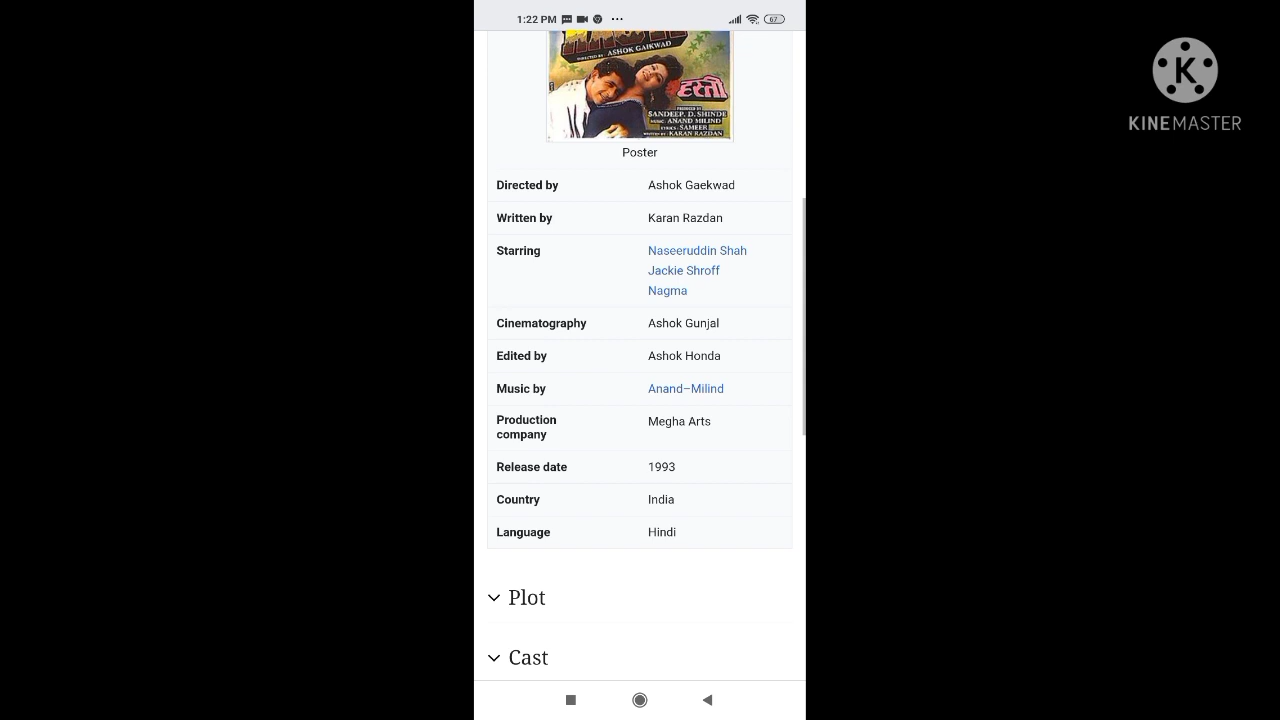 1:22 PM
67
DIRECTED BY - ASHOK GAIKWAD
हस्ती
PRODUCED BY
SANDEEP. D. SHINDE
MUSIC: ANAND MILIND
LYRICS: SAMEER
WRITTEN BY: KARAN RAZDAN
Poster
Directed by Ashok Gaekwad
Written by Karan Razdan
Starring Naseeruddin Shah
Jackie Shroff
Nagma
Cinematography Ashok Gunjal
Edited by Ashok Honda
Music by Anand–Milind
Production Megha Arts
company
Release date 1993
Country India
Language Hindi
Plot
Cast
K
KINEMASTER